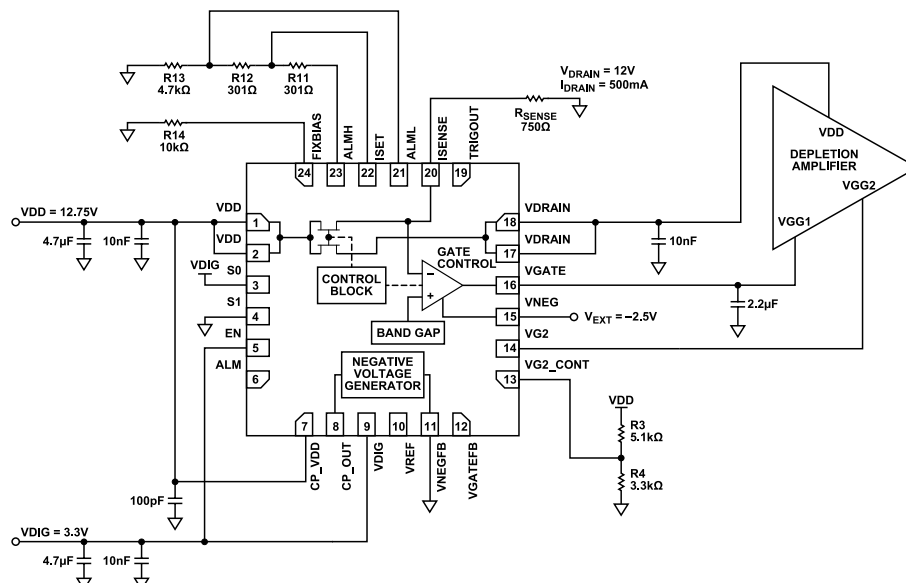 R13
4.7kΩ
R12
301Ω
R11
301Ω
R14
10kΩ
VDRAIN = 12V
IDRAIN = 500mA
RSENSE
750Ω
FIXBIAS
ALMH
ISET
ALML
ISENSE
TRIGOUT
24
23
22
21
20
19
VDD
DEPLETION
AMPLIFIER
VGG2
VGG1
VDD = 12.75V
4.7µF
10nF
VDD
1
VDD
2
S0
VDIG
3
S1
4
EN
5
ALM
6
CONTROL
BLOCK
GATE
CONTROL
−
+
BAND GAP
NEGATIVE
VOLTAGE
GENERATOR
VDRAIN
18
VDRAIN
17
VGATE
16
VNEG
15
VG2
14
VG2_CONT
13
10nF
2.2µF
VEXT = −2.5V
VDD
R3
5.1kΩ
R4
3.3kΩ
7
8
9
10
11
12
CP_VDD
CP_OUT
VDIG
VREF
VNEGFB
VGATEFB
100pF
VDIG = 3.3V
4.7µF
10nF